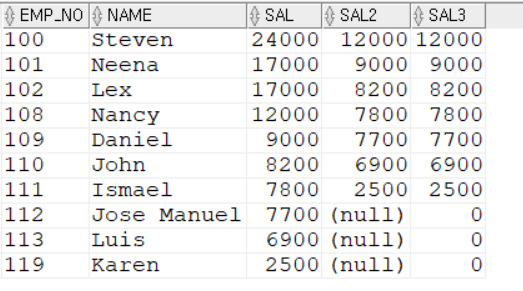 EMP_NO NAME SAL SAL2 SAL3
100 Steven 24000 12000 12000
101 Neena 17000 9000 9000
102 Lex 17000 8200 8200
108 Nancy 12000 7800 7800
109 Daniel 9000 7700 7700
110 John 8200 6900 6900
111 Ismael 7800 2500 2500
112 Jose Manuel 7700 (null) 0
113 Luis 6900 (null) 0
119 Karen 2500 (null) 0